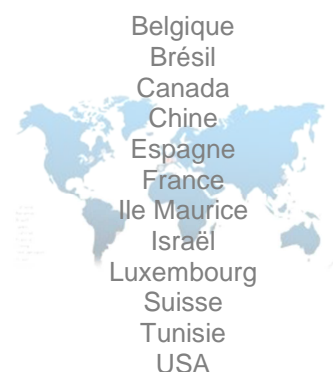 Belgique
Brésil
Canada
Chine
Espagne
France
Ile Maurice
Israël
Luxembourg
Suisse
Tunisie
USA